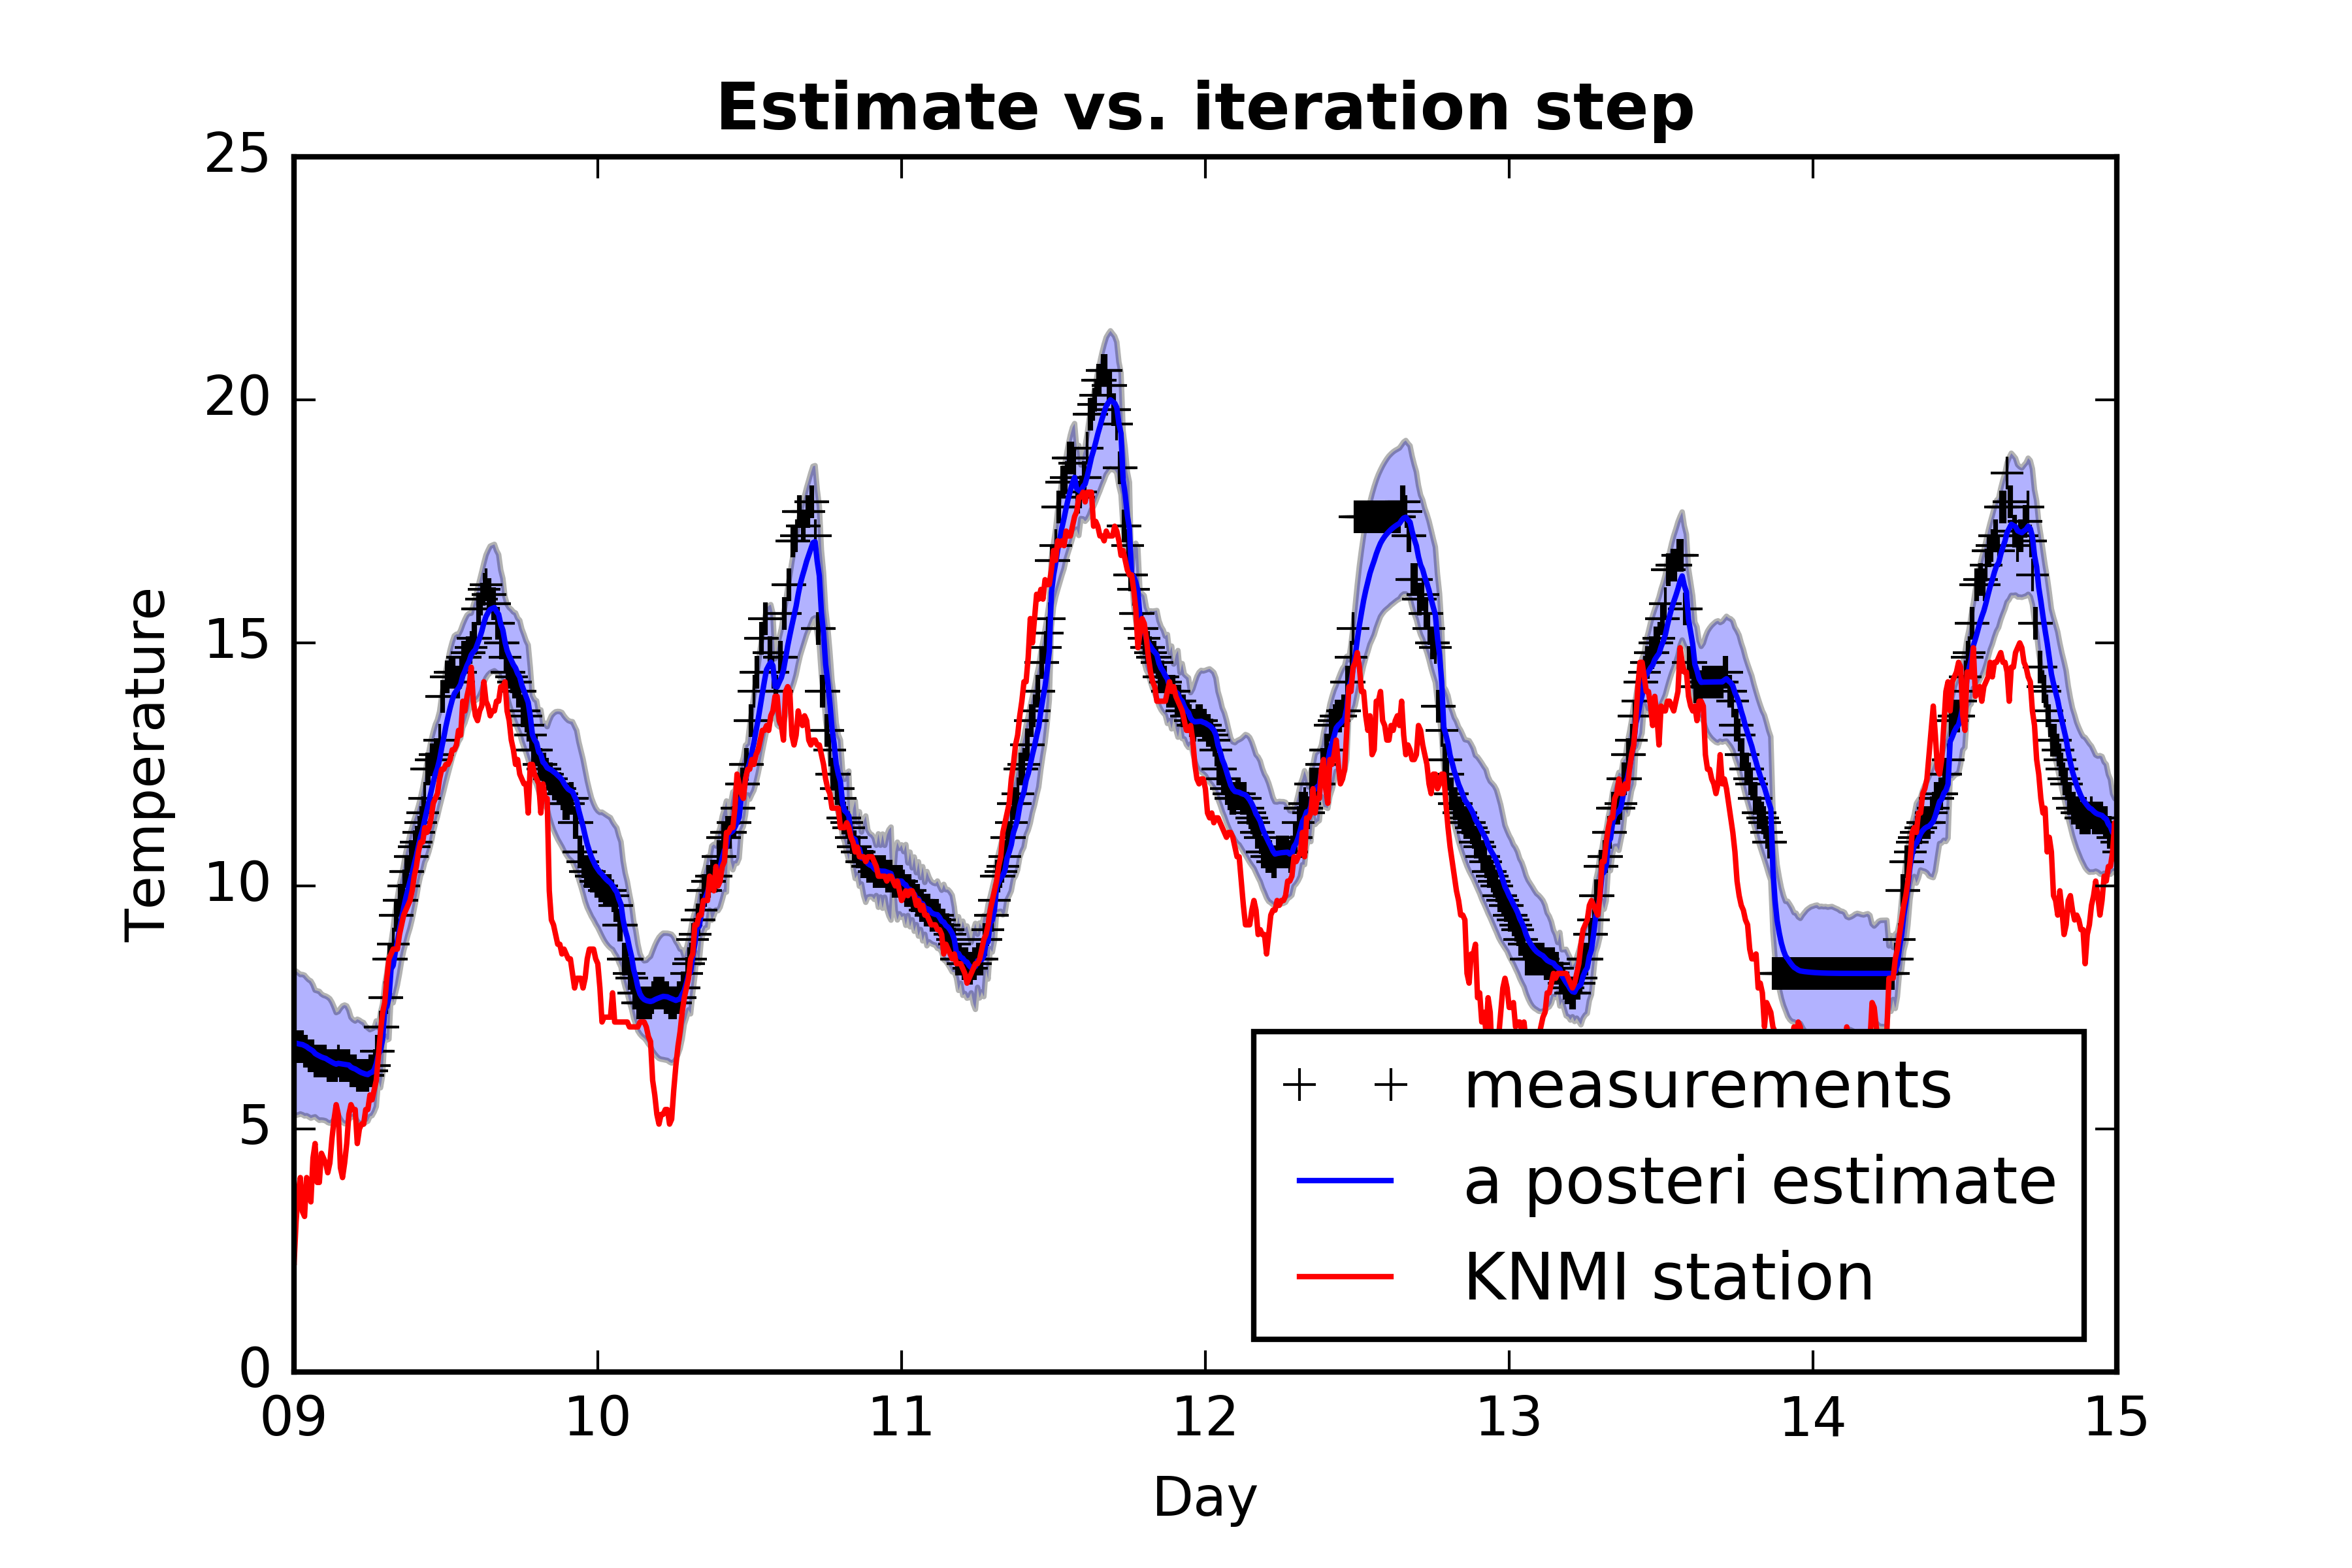 Estimate vs. iteration step
25
20
15
10
5
0
Temperature
09 10 11 12 13 14 15
Day
measurements
a posteri estimate
KNMI station